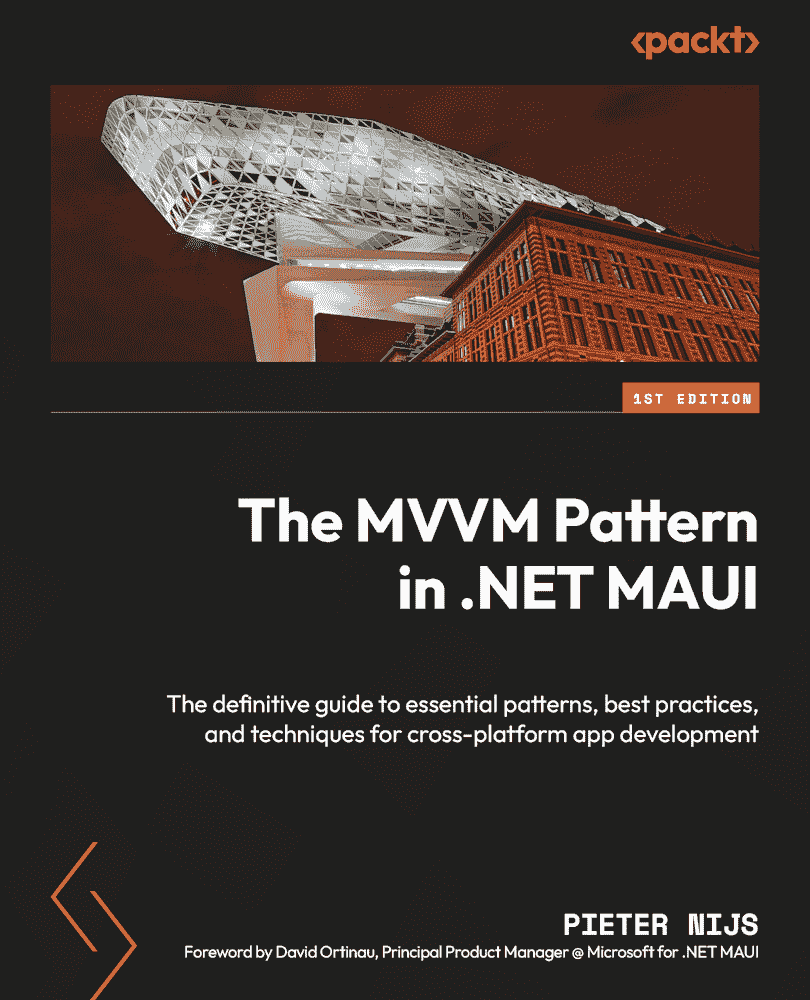 <packt>
1ST EDITION
The MVVM Pattern
in .NET MAUI
The definitive guide to essential patterns, best practices,
and techniques for cross-platform app development
PIETER NIJS
Foreword by David Ortinau, Principal Product Manager @ Microsoft for .NET MAUI